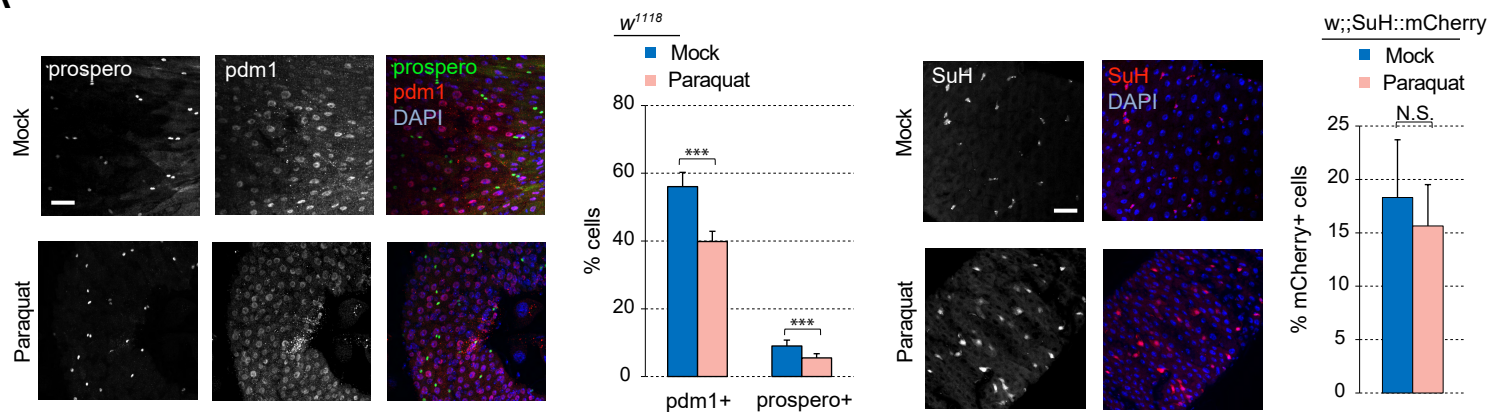 prospero
pdm1
prospero
pdm1
DAPI
Mock
Paraquat
w1118
Mock
Paraquat
% cells
80
60
40
20
0
***
***
pdm1+
prospero+
SuH
SuH
DAPI
Mock
Paraquat
w;;SuH::mCherry
Mock
Paraquat
N.S.
% mCherry+ cells
25
20
15
10
5
0